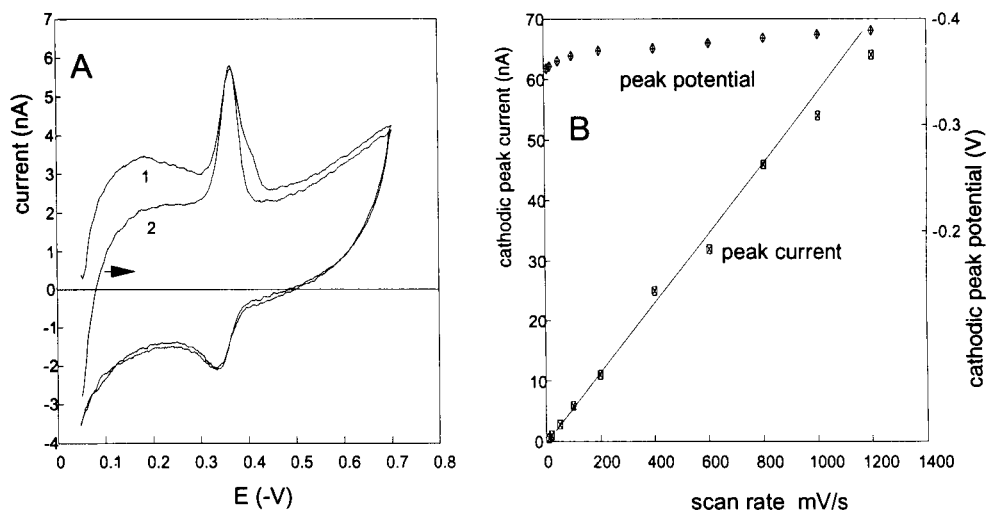 A
7
6
5
4
3
2
1
0
-1
-2
-3
-4
current (nA)
1
2
0 0.1 0.2 0.3 0.4 0.5 0.6 0.7 0.8
E (-V)
B
70
60
50
40
30
20
10
0
cathodic peak current (nA)
peak potential
peak current
-0.4
-0.3
-0.2
cathodic peak potential (V)
0 200 400 600 800 1000 1200 1400
scan rate mV/s